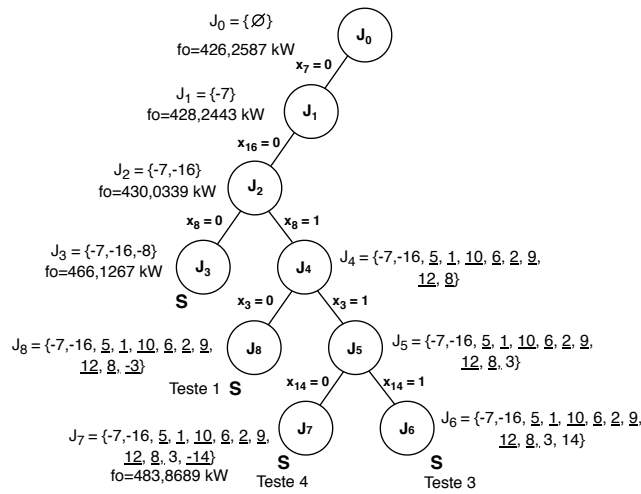 J0 = {∅}
fo=426,2587 kW
J0
x7 = 0
J1 = {-7}
fo=428,2443 kW
J1
x16 = 0
J2 = {-7,-16}
fo=430,0339 kW
J2
x8 = 0
x8 = 1
J3 = {-7,-16,-8}
fo=466,1267 kW
J3
S
J4
J4 = {-7,-16, 5, 1, 10, 6, 2, 9,
12, 8}
x3 = 0
x3 = 1
J8 = {-7,-16, 5, 1, 10, 6, 2, 9,
12, 8, -3}
J8
Teste 1 S
J5
J5 = {-7,-16, 5, 1, 10, 6, 2, 9,
12, 8, 3}
x14 = 0
x14 = 1
J7 = {-7,-16, 5, 1, 10, 6, 2, 9,
12, 8, 3, -14}
fo=483,8689 kW
J7
S
Teste 4
J6
S
Teste 3
J6 = {-7,-16, 5, 1, 10, 6, 2, 9,
12, 8, 3, 14}